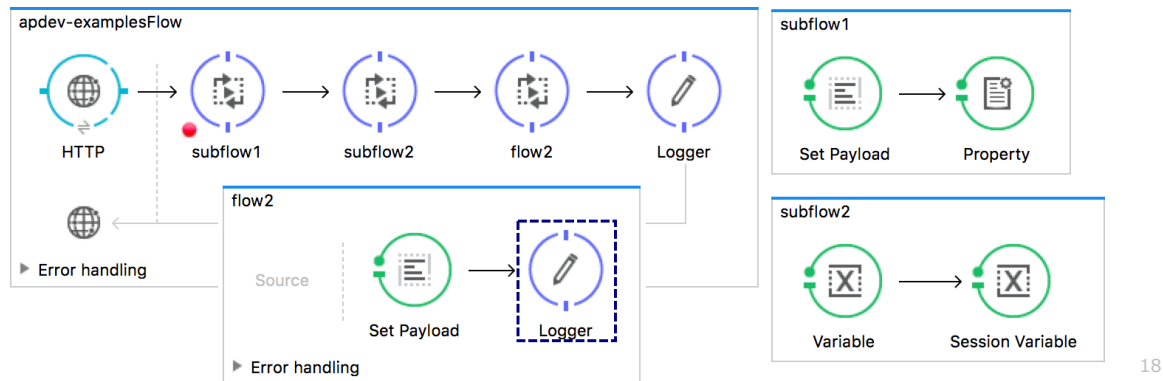 apdev-examplesFlow
HTTP
subflow1
subflow2
flow2
Logger
Error handling
flow2
Source
Set Payload
Logger
Error handling
subflow1
Set Payload
Property
subflow2
Variable
Session Variable
18